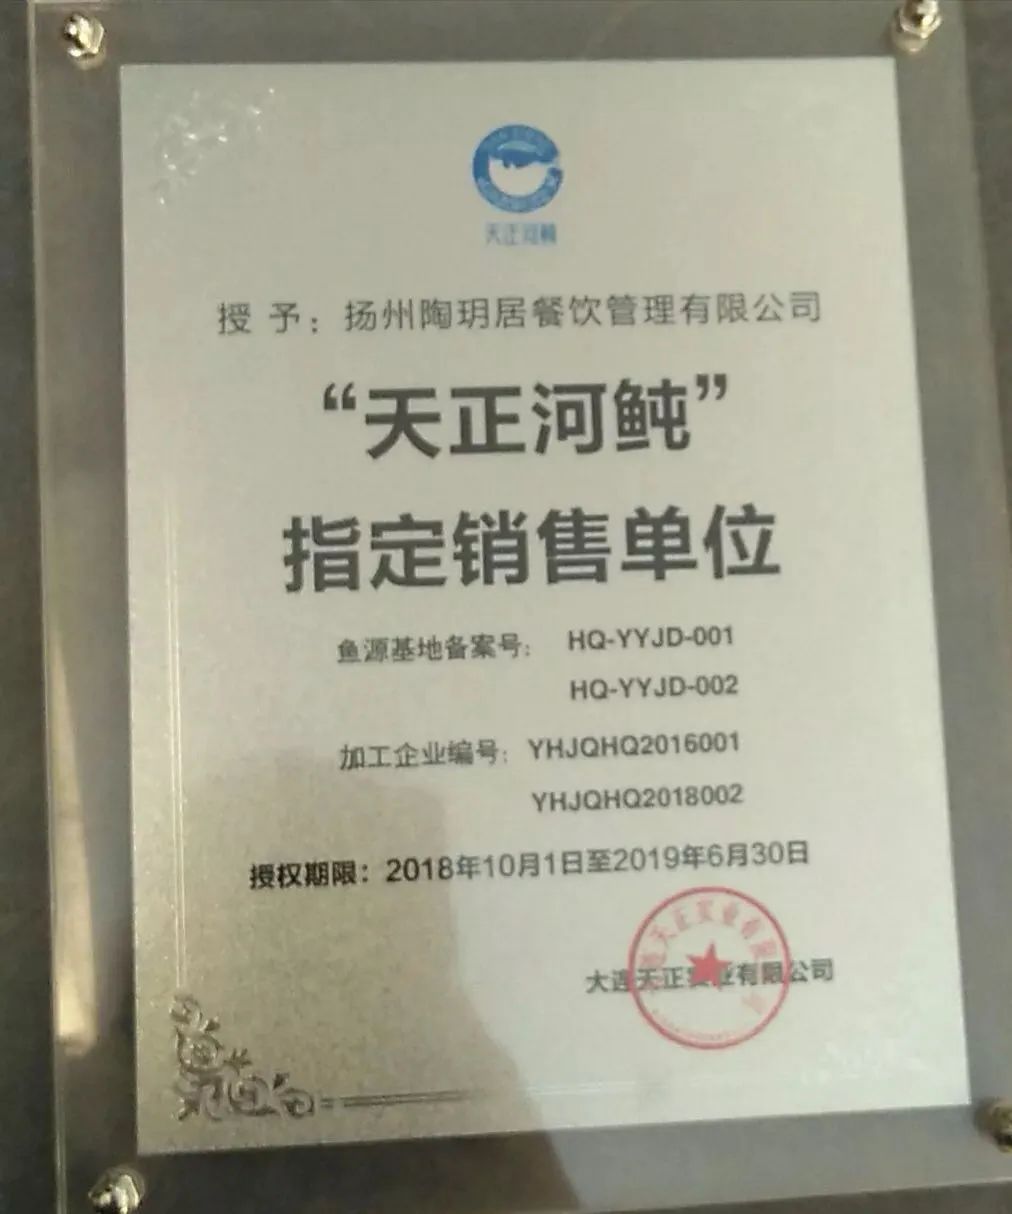 天正河鲀
授 予：扬州陶玥居餐饮管理有限公司
“天正河鲀”
指定销售单位
鱼源基地备案号： HQ-YYJD-001
HQ-YYJD-002
加工企业编号：YHJQHQ2016001
YHJQHQ2018002
授权期限：2018年10月1日至2019年6月30日
大连天正实业有限公司